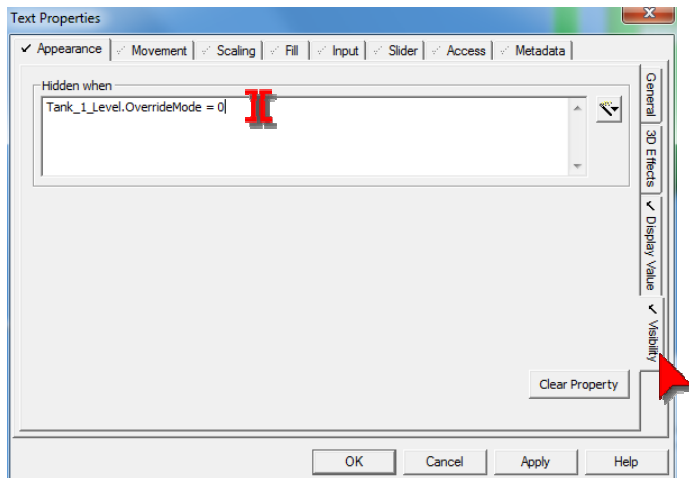 Text Properties
Appearance Movement Scaling Fill Input Slider Access Metadata
Hidden when
Tank_1_Level.OverrideMode = 0
General
3D Effects
Display Value
Visibility
Clear Property
OK Cancel Apply Help